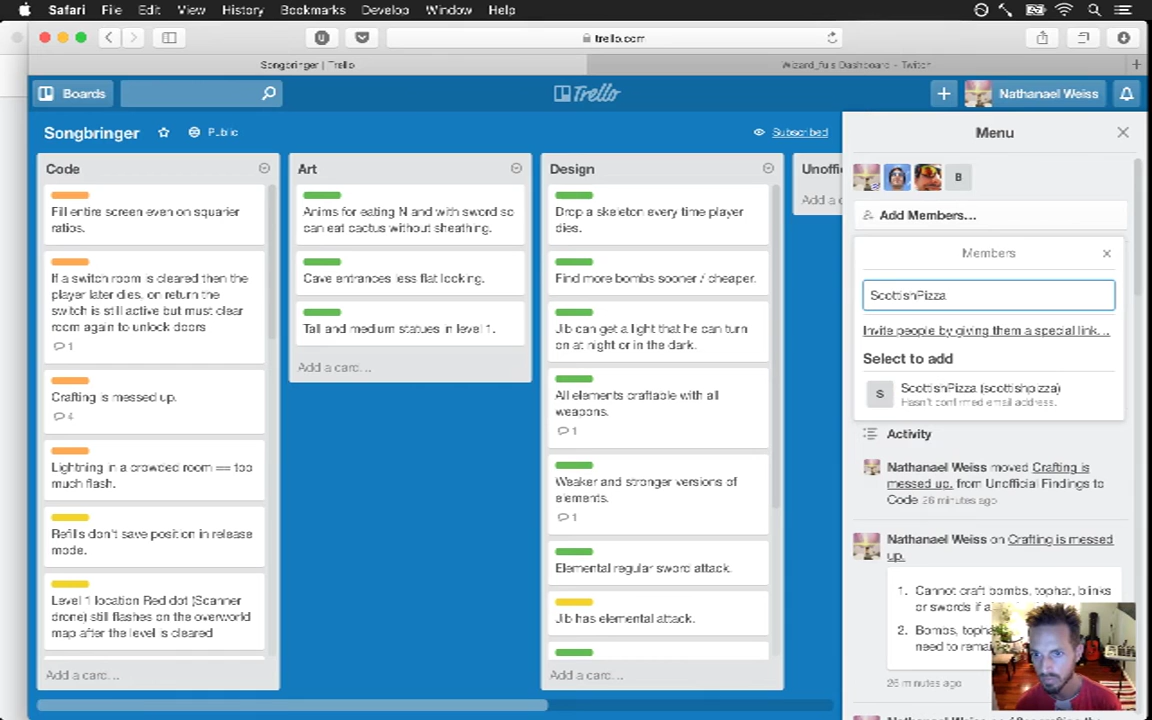 Safari File Edit View History Bookmarks Develop Window Help
trello.com
Songbringer | Trello
Wizard_fu's Dashboard - Twitch
Boards
Trello
Nathanael Weiss
Songbringer
Public
Subscribed
Code
Fill entire screen even on squarier
ratios.
If a switch room is cleared then the
player later dies, on return the
switch is still active but must clear
room again to unlock doors
1
Crafting is messed up.
4
Lightning in a crowded room == too
much flash.
Refills don't save position in release
mode.
Level 1 location Red dot (Scanner
drone) still flashes on the overworld
map after the level is cleared
Add a card...
Art
Anims for eating N and with sword so
can eat cactus without sheathing.
Cave entrances less flat looking.
Tall and medium statues in level 1.
Add a card...
Design
Drop a skeleton every time player
dies.
Find more bombs sooner / cheaper.
Jib can get a light that he can turn
on at night or in the dark.
All elements craftable with all
weapons.
1
Weaker and stronger versions of
elements.
1
Elemental regular sword attack.
Jib has elemental attack.
Add a card...
Unoffi
Add a c
Menu
B
Add Members...
Members
ScottishPizza
Invite people by giving them a special link...
Select to add
S
ScottishPizza (scottishpizza)
Hasn't confirmed email address.
Activity
Nathanael Weiss moved Crafting is
messed up. from Unofficial Findings to
Code 26 minutes ago
Nathanael Weiss on Crafting is messed
up.
1. Cannot craft bombs, tophat, blinks
or swords if a
2. Bombs, topha
need to remai
26 minutes ago